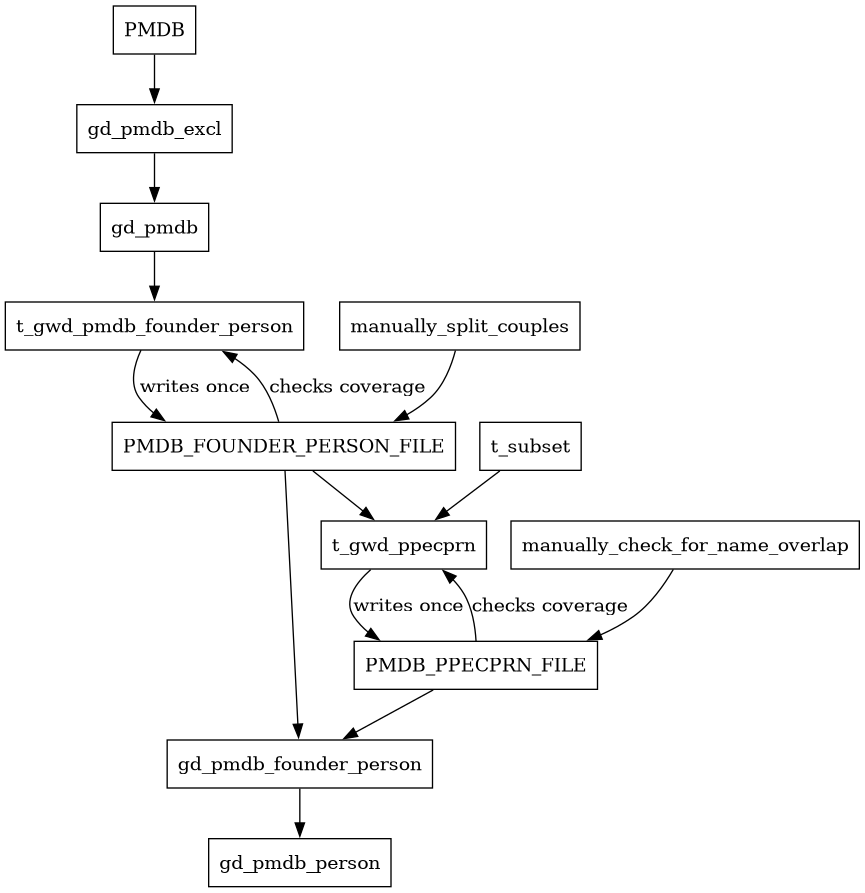 PMDB
gd_pmdb_excl
gd_pmdb
t_gwd_pmdb_founder_person
manually_split_couples
writes once
checks coverage
PMDB_FOUNDER_PERSON_FILE
t_subset
t_gwd_ppecprn
manually_check_for_name_overlap
writes once
checks coverage
PMDB_PPECPRN_FILE
gd_pmdb_founder_person
gd_pmdb_person